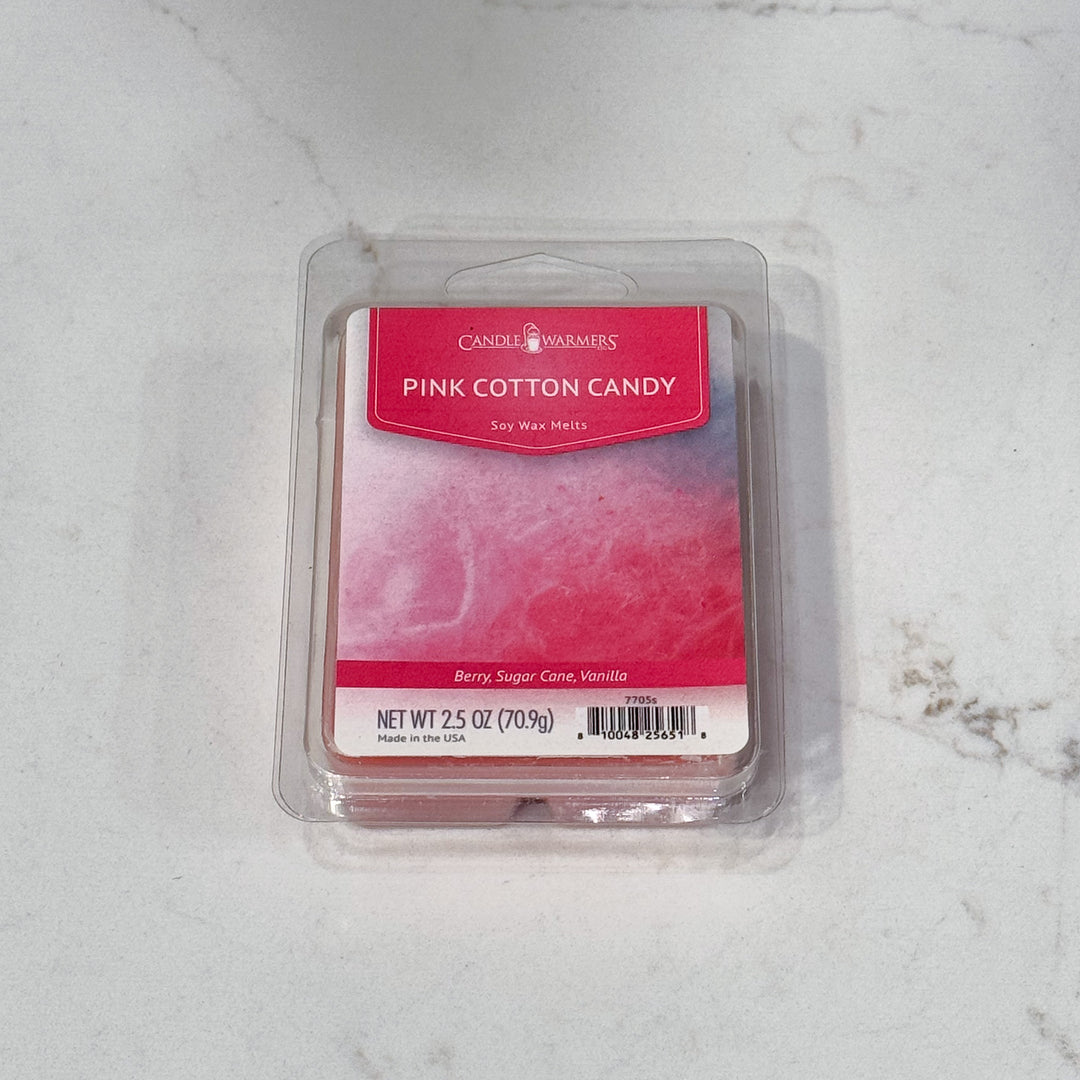 CANDLE WARMERS ETC
PINK COTTON CANDY
Soy Wax Melts
Berry, Sugar Cane, Vanilla
7705s
NET WT 2.5 OZ (70.9g)
Made in the USA
8 10048 25651 8